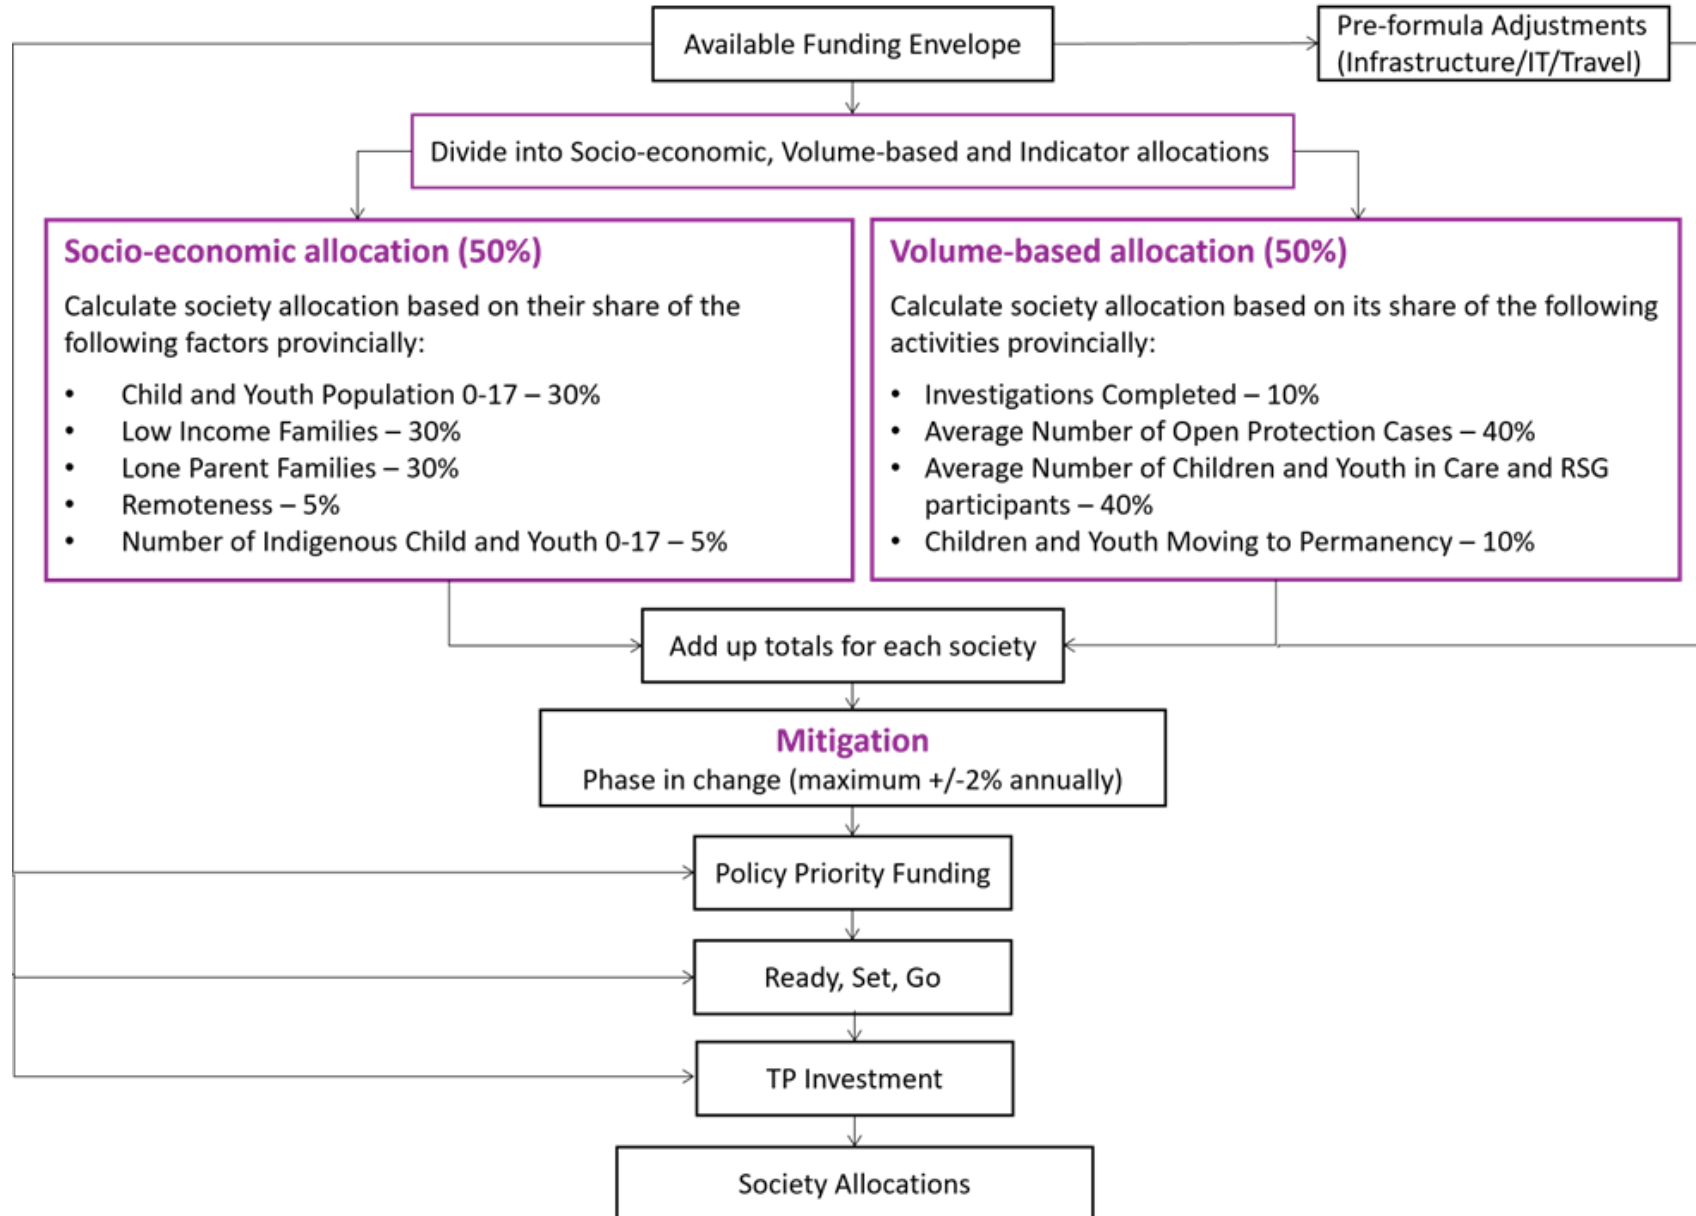 Available Funding Envelope
Pre-formula Adjustments
(Infrastructure/IT/Travel)
Divide into Socio-economic, Volume-based and Indicator allocations
Socio-economic allocation (50%)
Calculate society allocation based on their share of the
following factors provincially:
• Child and Youth Population 0-17 – 30%
• Low Income Families – 30%
• Lone Parent Families – 30%
• Remoteness – 5%
• Number of Indigenous Child and Youth 0-17 – 5%
Volume-based allocation (50%)
Calculate society allocation based on its share of the following
activities provincially:
• Investigations Completed – 10%
• Average Number of Open Protection Cases – 40%
• Average Number of Children and Youth in Care and RSG
participants – 40%
• Children and Youth Moving to Permanency – 10%
Add up totals for each society
Mitigation
Phase in change (maximum +/-2% annually)
Policy Priority Funding
Ready, Set, Go
TP Investment
Society Allocations